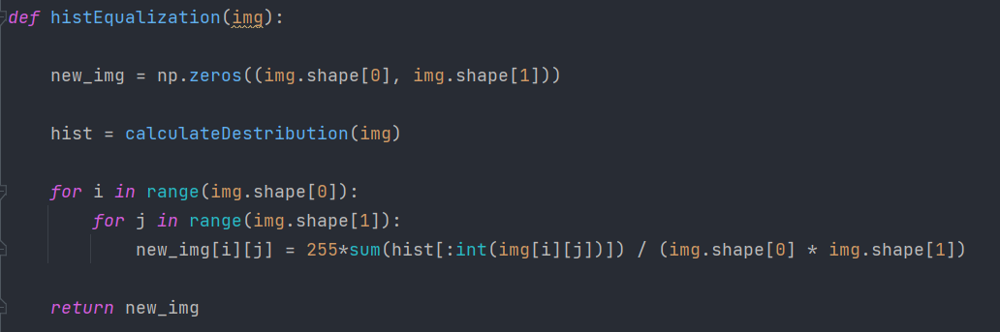 def histEqualization(img):
new_img = np.zeros((img.shape[0], img.shape[1]))
hist = calculateDestribution(img)
for i in range(img.shape[0]):
for j in range(img.shape[1]):
new_img[i][j] = 255*sum(hist[:int(img[i][j])]) / (img.shape[0] * img.shape[1])
return new_img